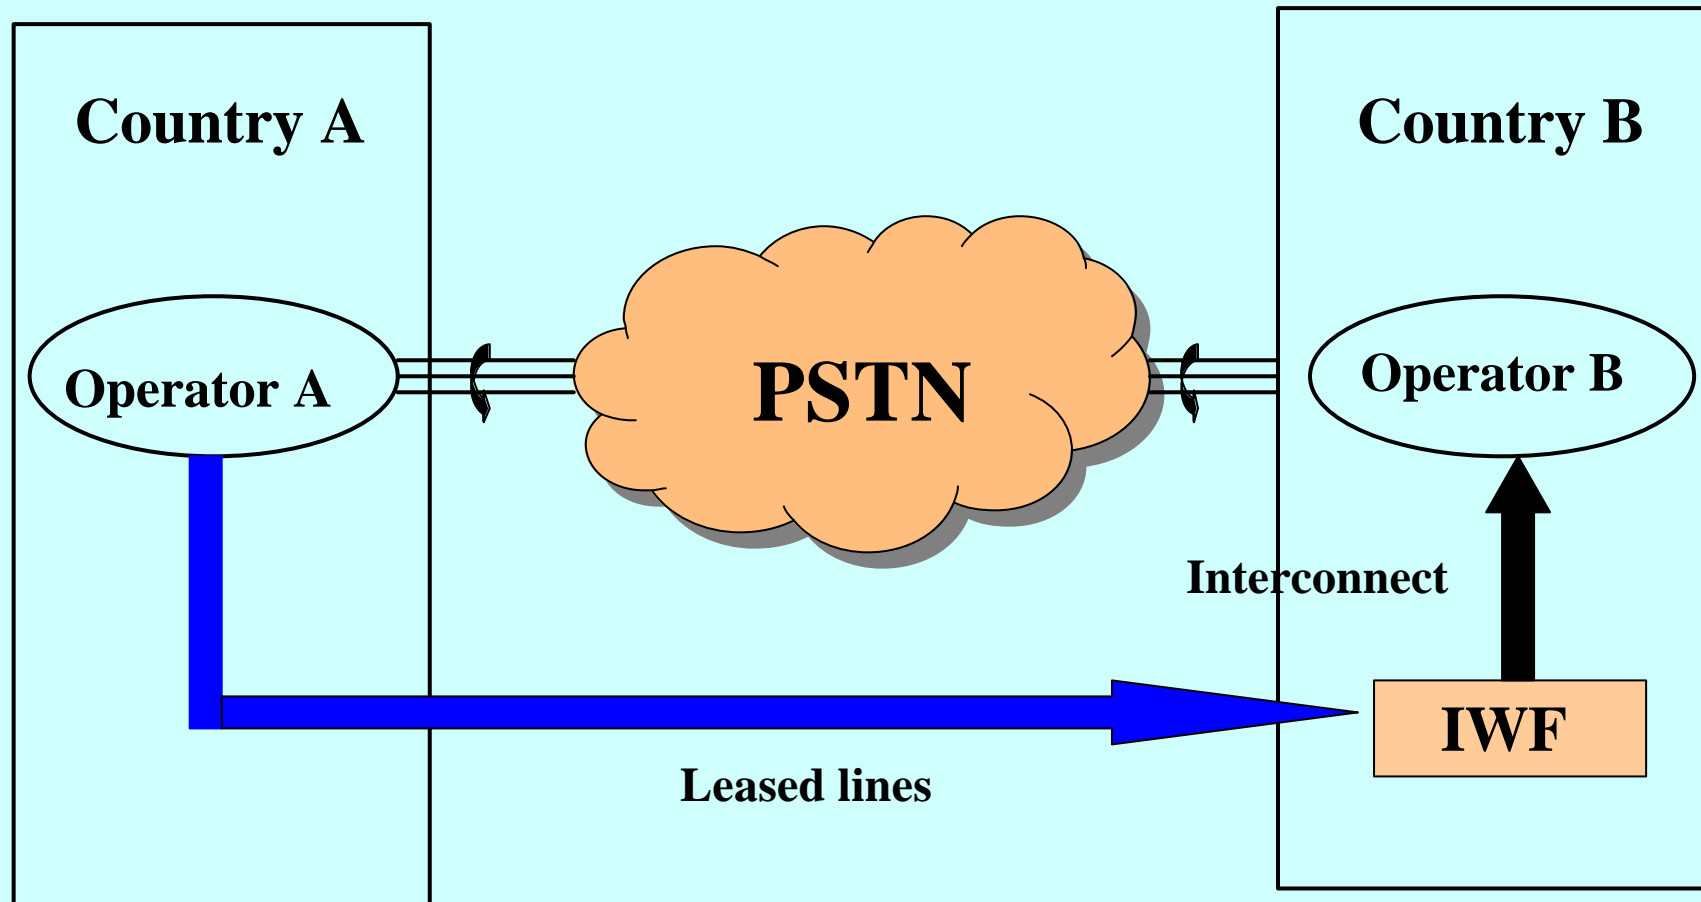 Country A
Country B
PSTN
Operator A
Operator B
Interconnect
IWF
Leased lines